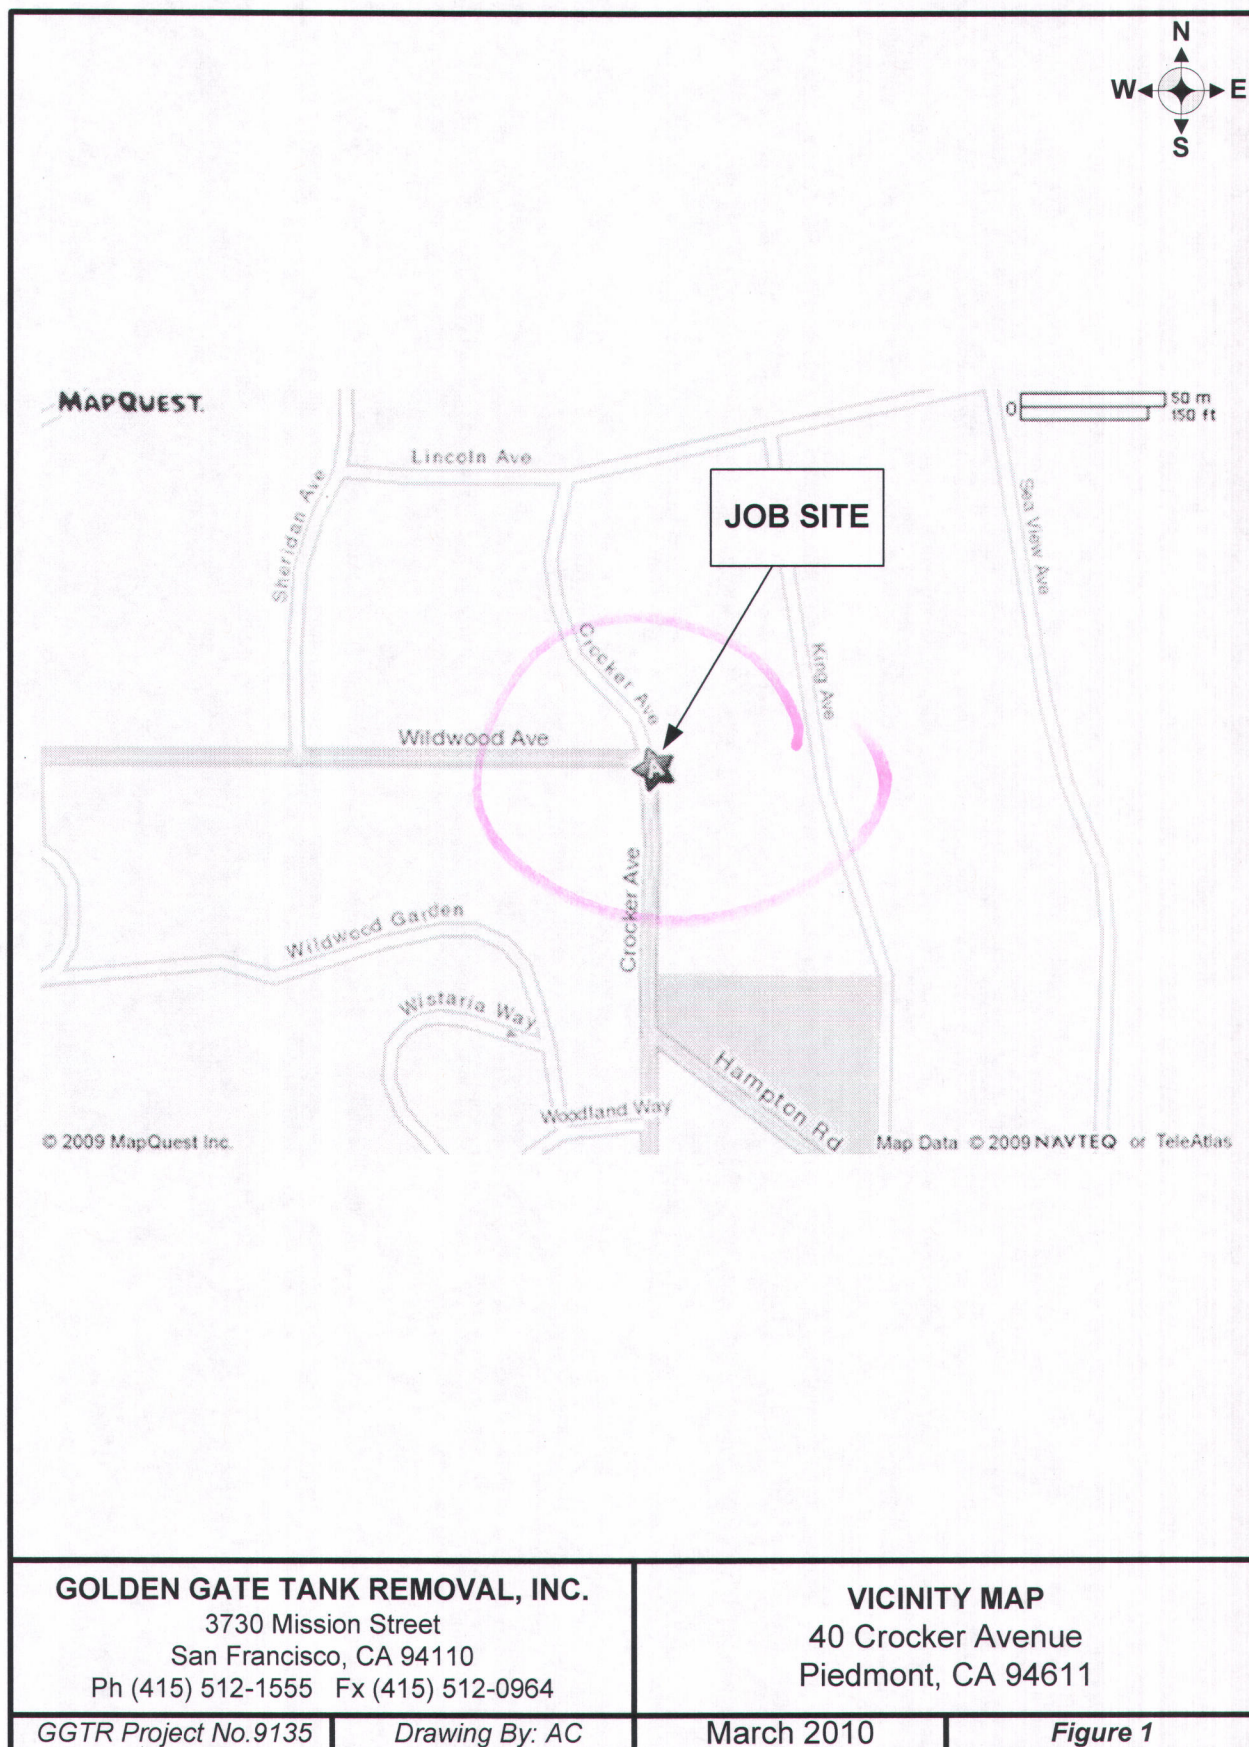 N
W E
S
MAPQUEST.
0 50 m
150 ft
Lincoln Ave
Sheridan Ave
JOB SITE
Sea View Ave
Crocker Ave
King Ave
Wildwood Ave
A
Crocker Ave
Wildwood Garden
Wistaria Way
Hampton Rd
Woodland Way
© 2009 MapQuest Inc.
Map Data © 2009 NAVTEQ or TeleAtlas
GOLDEN GATE TANK REMOVAL, INC.
3730 Mission Street
San Francisco, CA 94110
Ph (415) 512-1555 Fx (415) 512-0964
VICINITY MAP
40 Crocker Avenue
Piedmont, CA 94611
GGTR Project No.9135
Drawing By: AC
March 2010
Figure 1